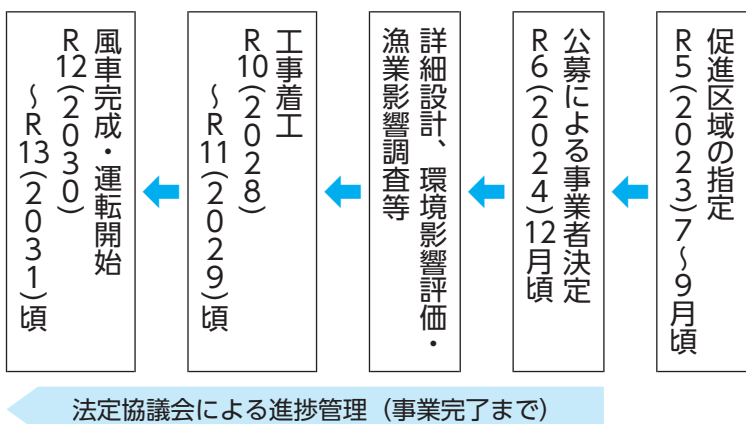 促進区域の指定
R5(2023)7～9月頃
公募による事業者決定
R6(2024)12月頃
詳細設計、環境影響評価・
漁業影響調査等
工事着工
R10(2028)
～R11(2029)頃
風車完成・運転開始
R12(2030)
～R13(2031)頃
法定協議会による進捗管理（事業完了まで）